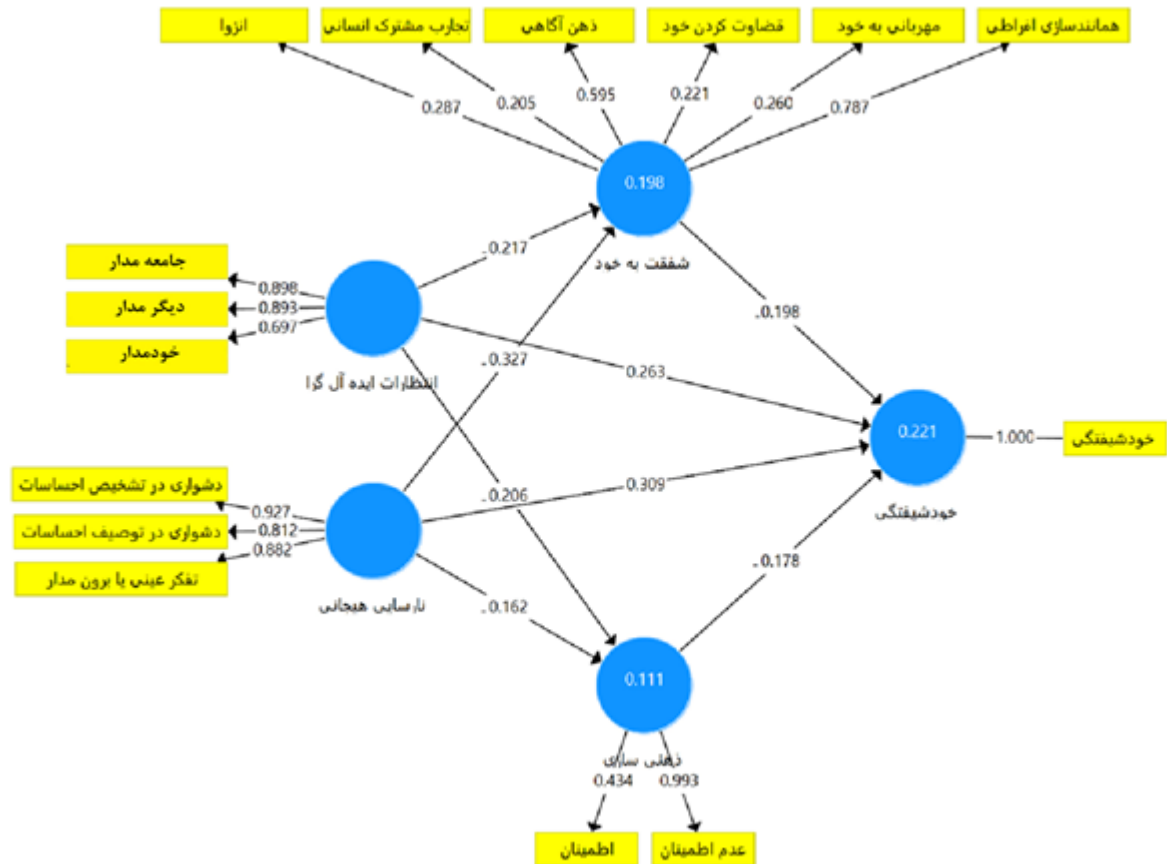 انزوا
تجارب مشترک انسانی
ذهن آگاهی
قضاوت کردن خود
مهربانی به خود
همانندسازی افراطی
0.287
0.205
0.595
0.221
0.260
0.787
0.198
شفقت به خود
جامعه مدار
دیگر مدار
خودمدار
0.898
0.893
0.697
انتظارات ایده آل گرا
-0.217
-0.327
0.263
-0.206
-0.198
0.221
خودشیفتگی
1.000
خودشیفتگی
دشواری در تشخیص احساسات
دشواری در توصیف احساسات
تفکر عینی یا برون مدار
0.927
0.812
0.882
نارسایی هیجانی
0.309
-0.162
-0.178
0.111
ذهنی سازی
0.434
0.993
اطمینان
عدم اطمینان